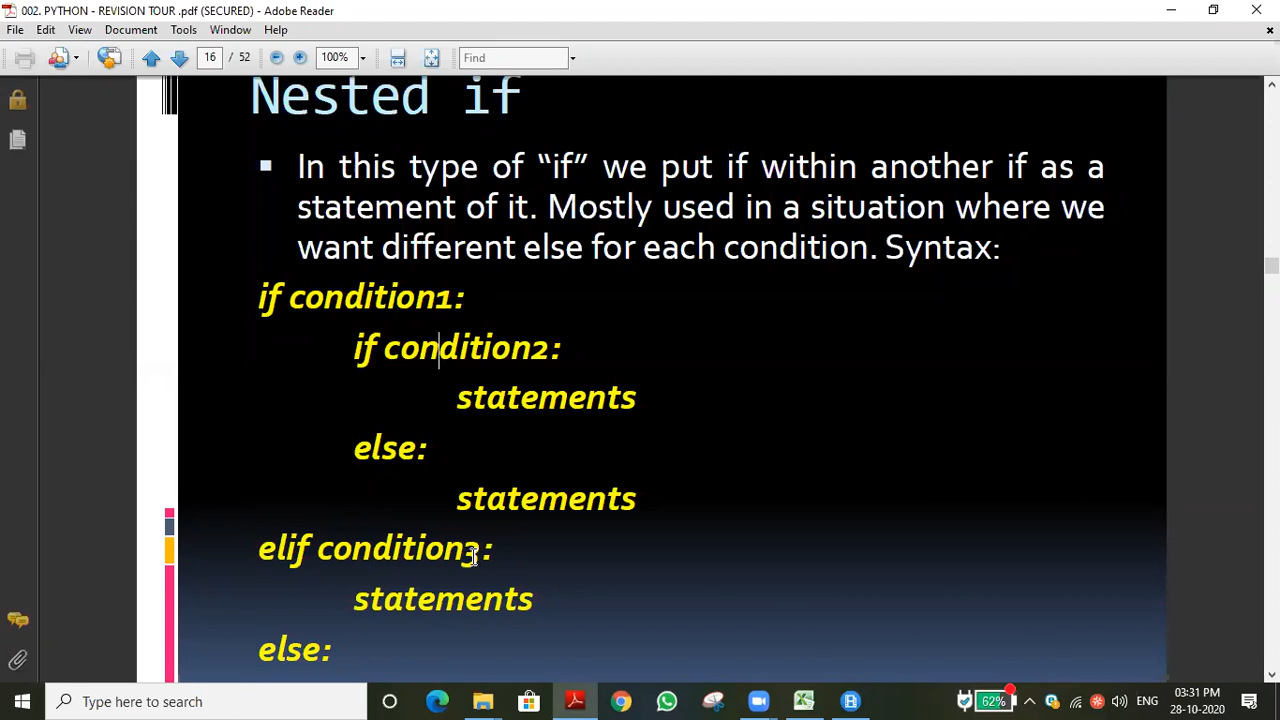 002. PYTHON - REVISION TOUR .pdf (SECURED) - Adobe Reader
File Edit View Document Tools Window Help
16 / 52 100% Find
Nested if
▪ In this type of “if” we put if within another if as a
statement of it. Mostly used in a situation where we
want different else for each condition. Syntax:
if condition1:
if condition2:
statements
else:
statements
elif condition3:
statements
else:
Type here to search
62% ENG 03:31 PM
28-10-2020